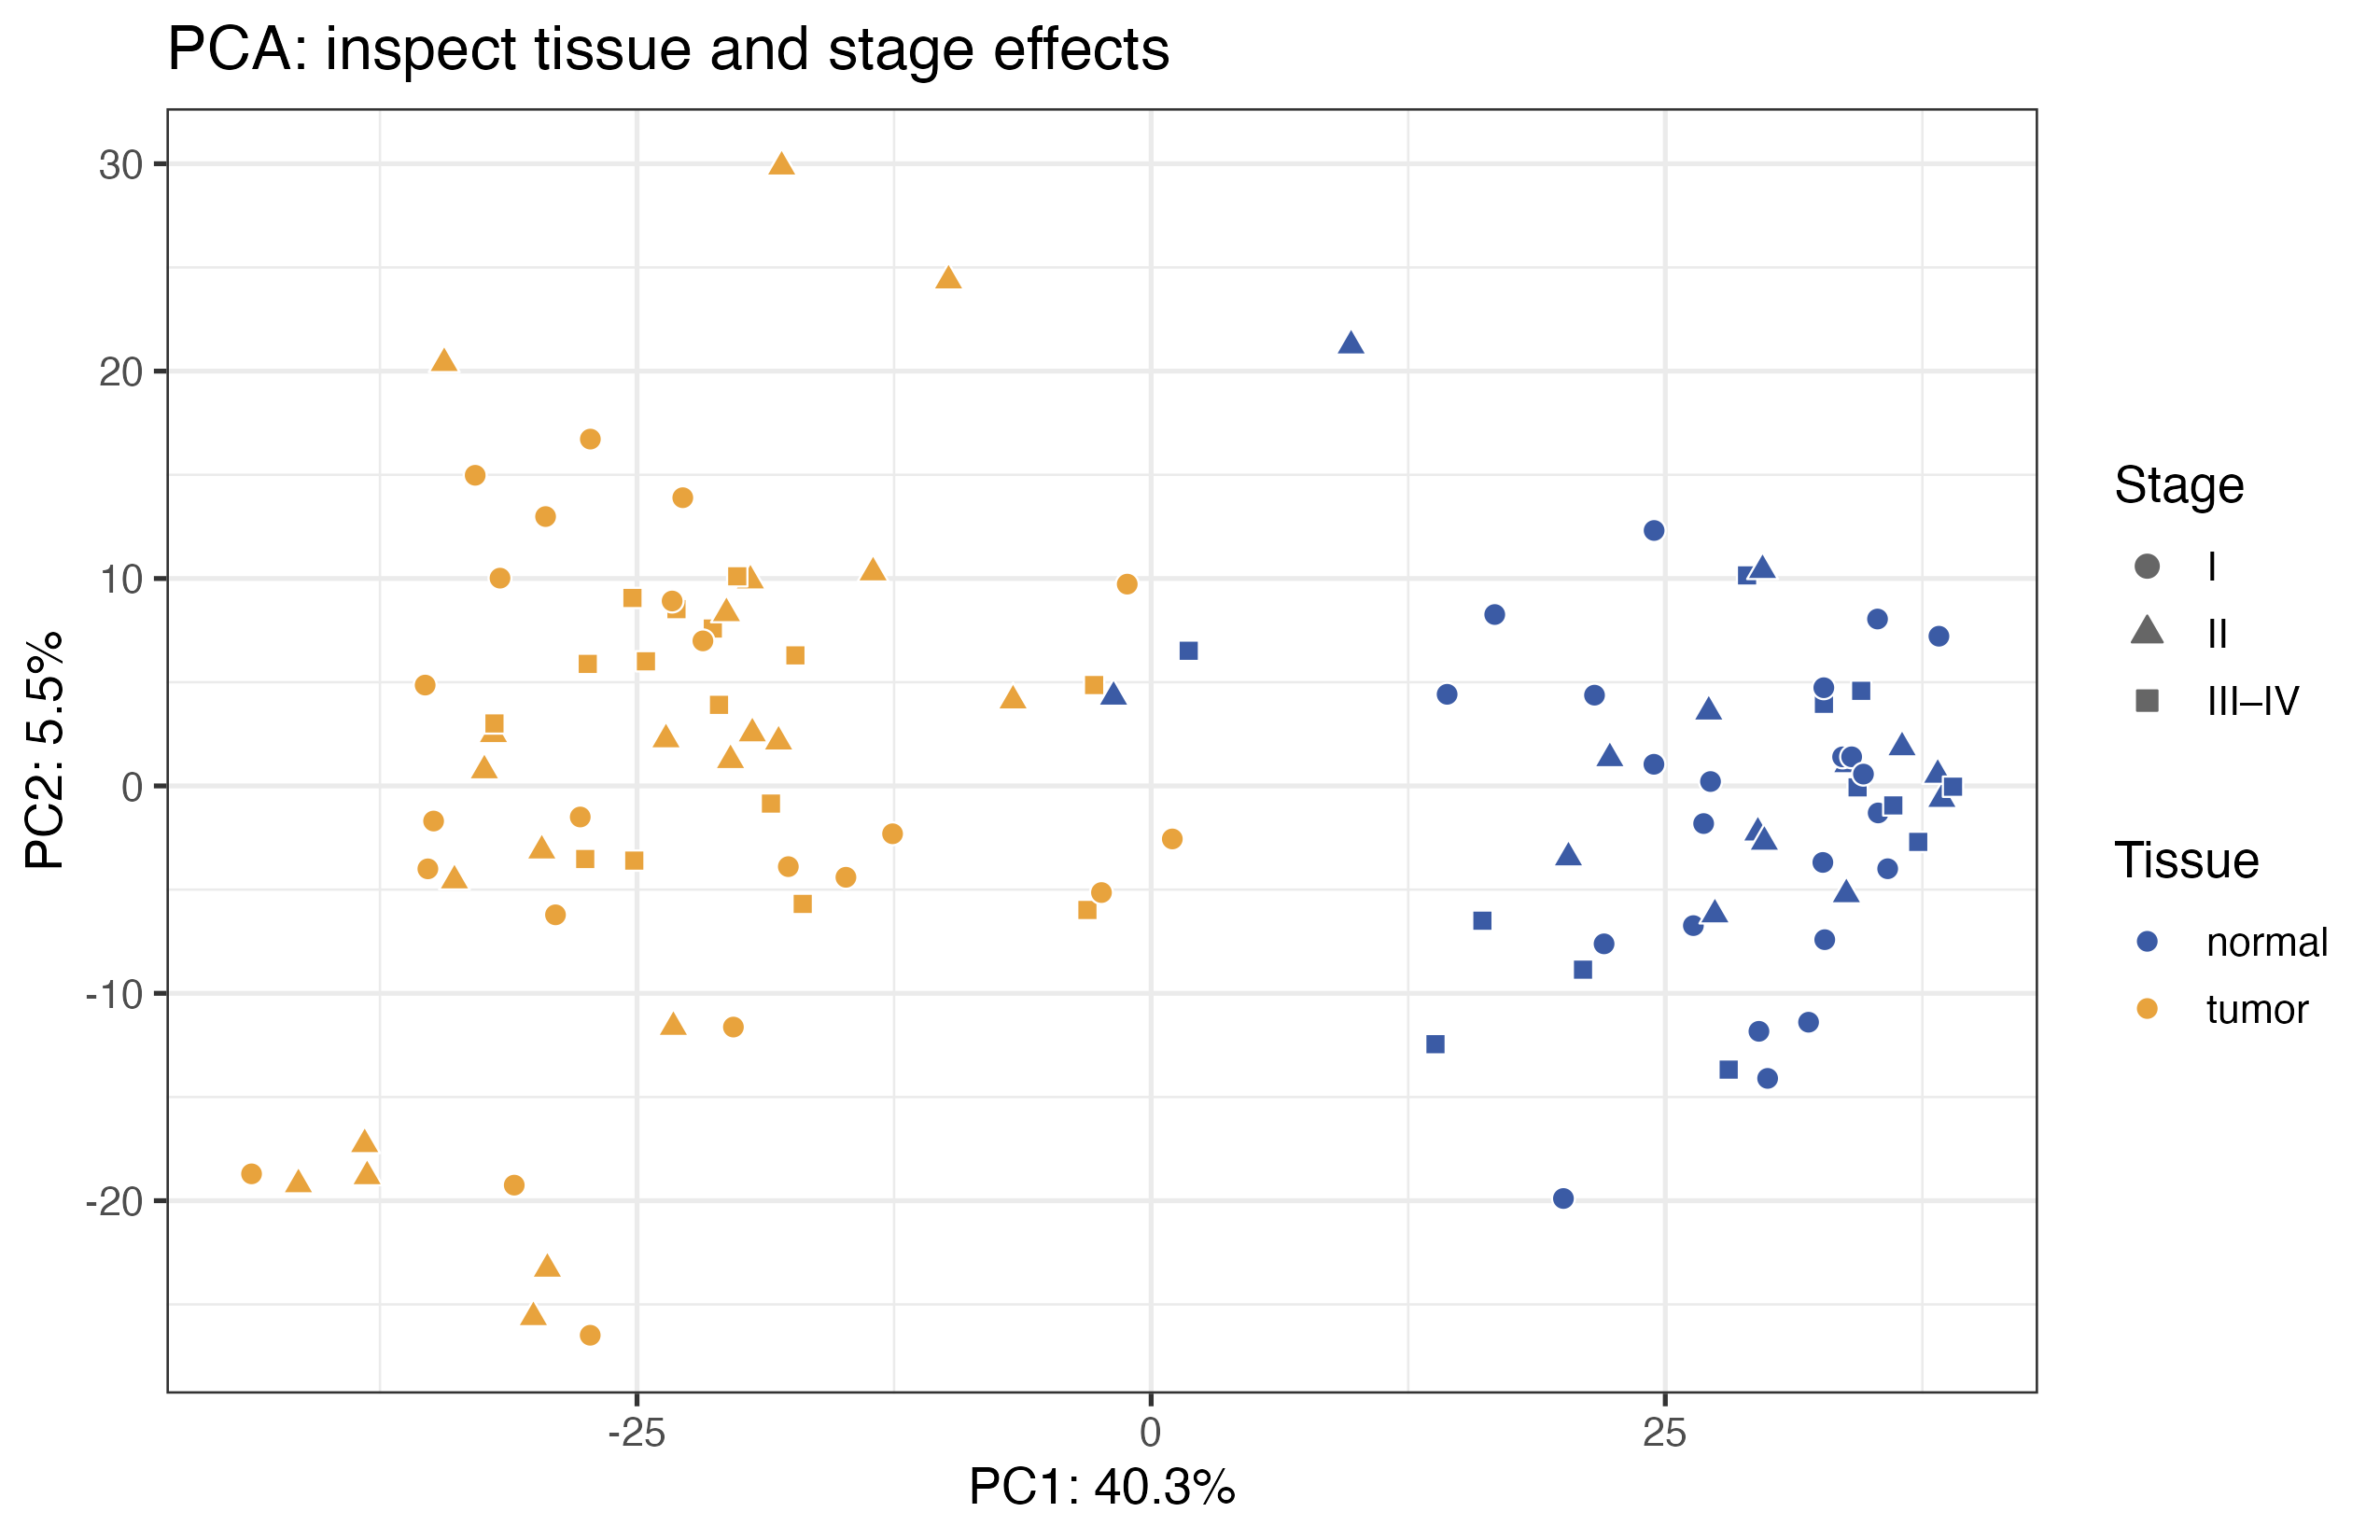 PCA: inspect tissue and stage effects
30
20
10
0
-10
-20
PC2: 5.5%
-25
0
25
PC1: 40.3%
Stage
I
II
III–IV
Tissue
normal
tumor